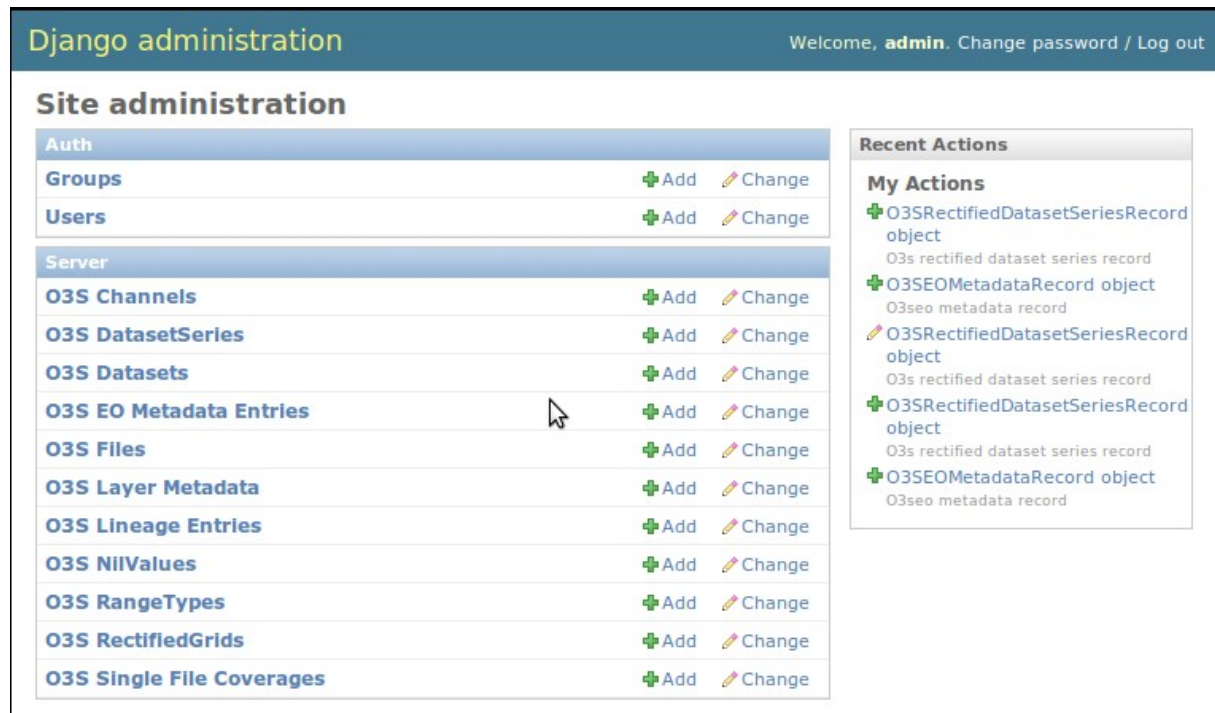 Django administration
Welcome, admin. Change password / Log out
Site administration
Auth
Groups Add Change
Users Add Change
Server
O3S Channels Add Change
O3S DatasetSeries Add Change
O3S Datasets Add Change
O3S EO Metadata Entries Add Change
O3S Files Add Change
O3S Layer Metadata Add Change
O3S Lineage Entries Add Change
O3S NilValues Add Change
O3S RangeTypes Add Change
O3S RectifiedGrids Add Change
O3S Single File Coverages Add Change
Recent Actions
My Actions
O3SRectifiedDatasetSeriesRecord
object
O3s rectified dataset series record
O3SEOMetadataRecord object
O3seo metadata record
O3SRectifiedDatasetSeriesRecord
object
O3s rectified dataset series record
O3SRectifiedDatasetSeriesRecord
object
O3s rectified dataset series record
O3SEOMetadataRecord object
O3seo metadata record